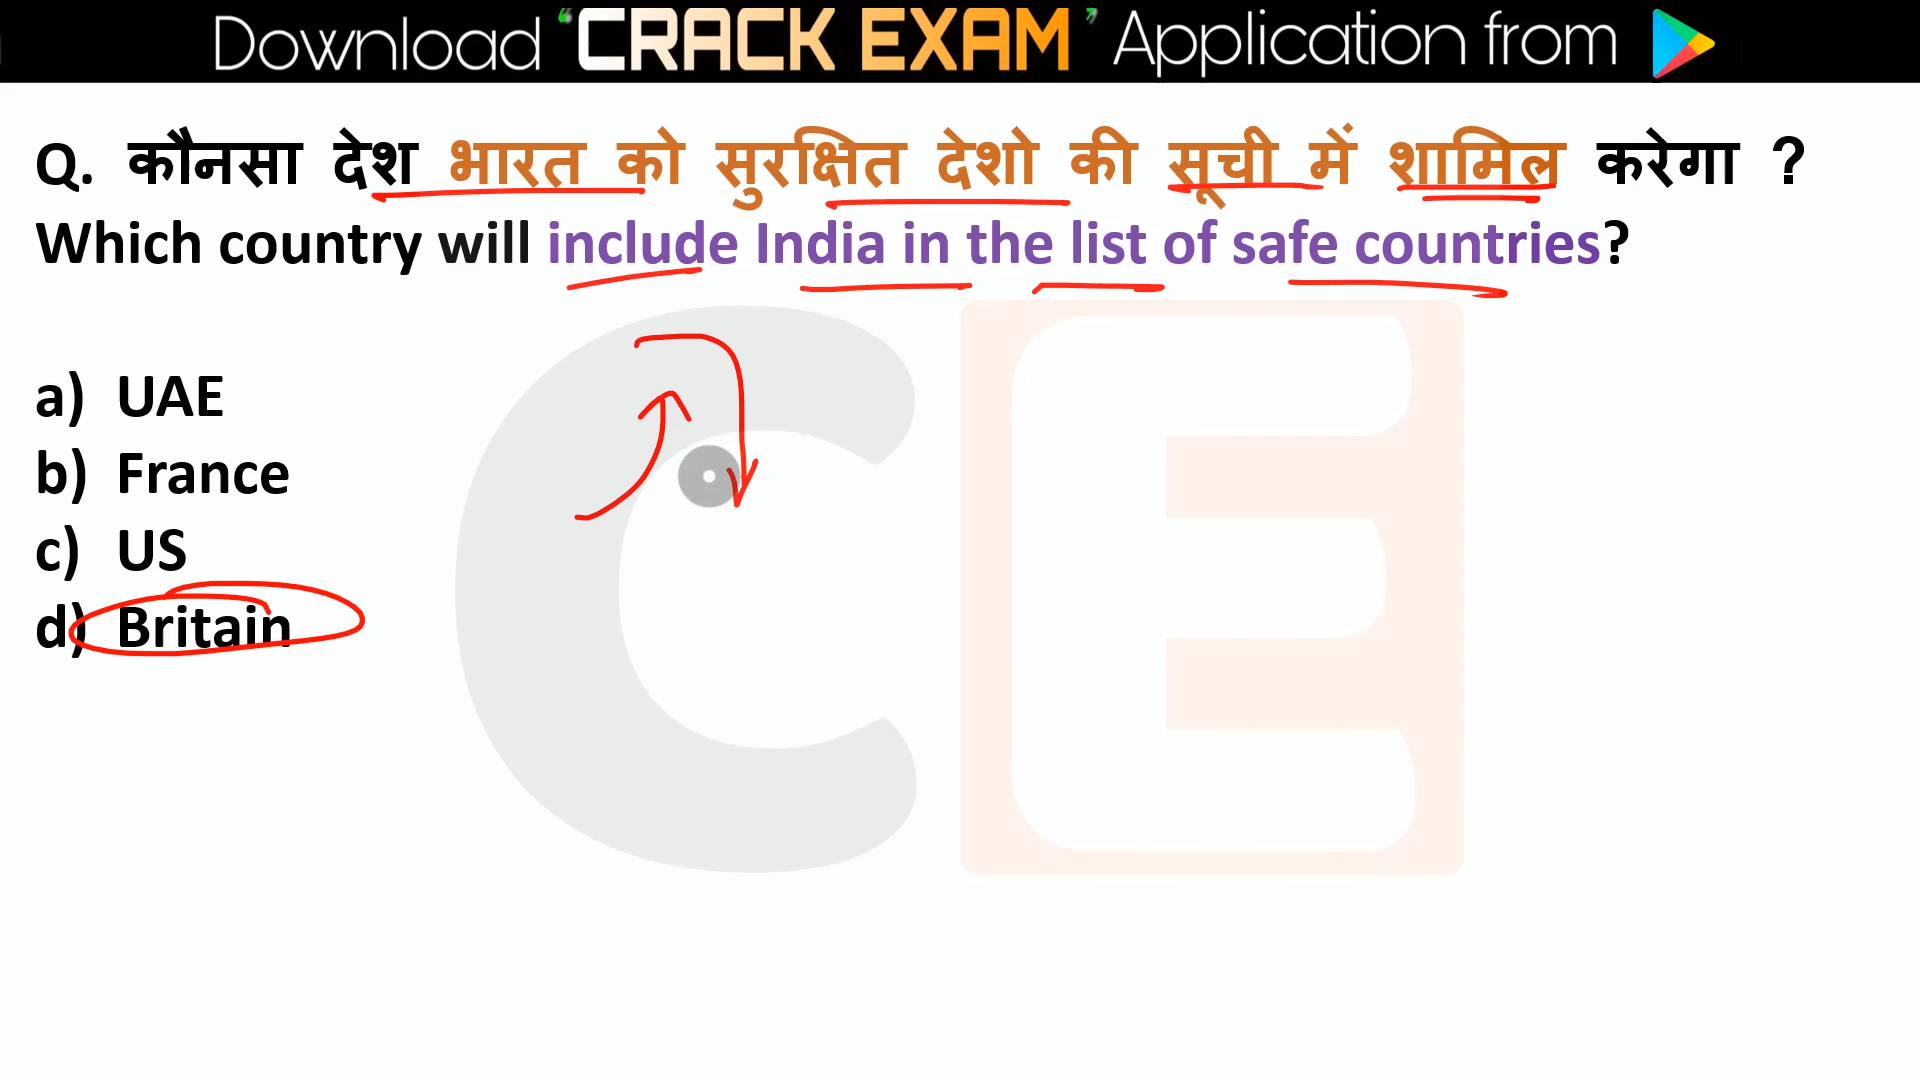 Download ‘CRACK EXAM’ Application from
Q. कौनसा देश भारत को सुरक्षित देशो की सूची में शामिल करेगा ?
Which country will include India in the list of safe countries?
a) UAE
b) France
c) US
d) Britain
CE